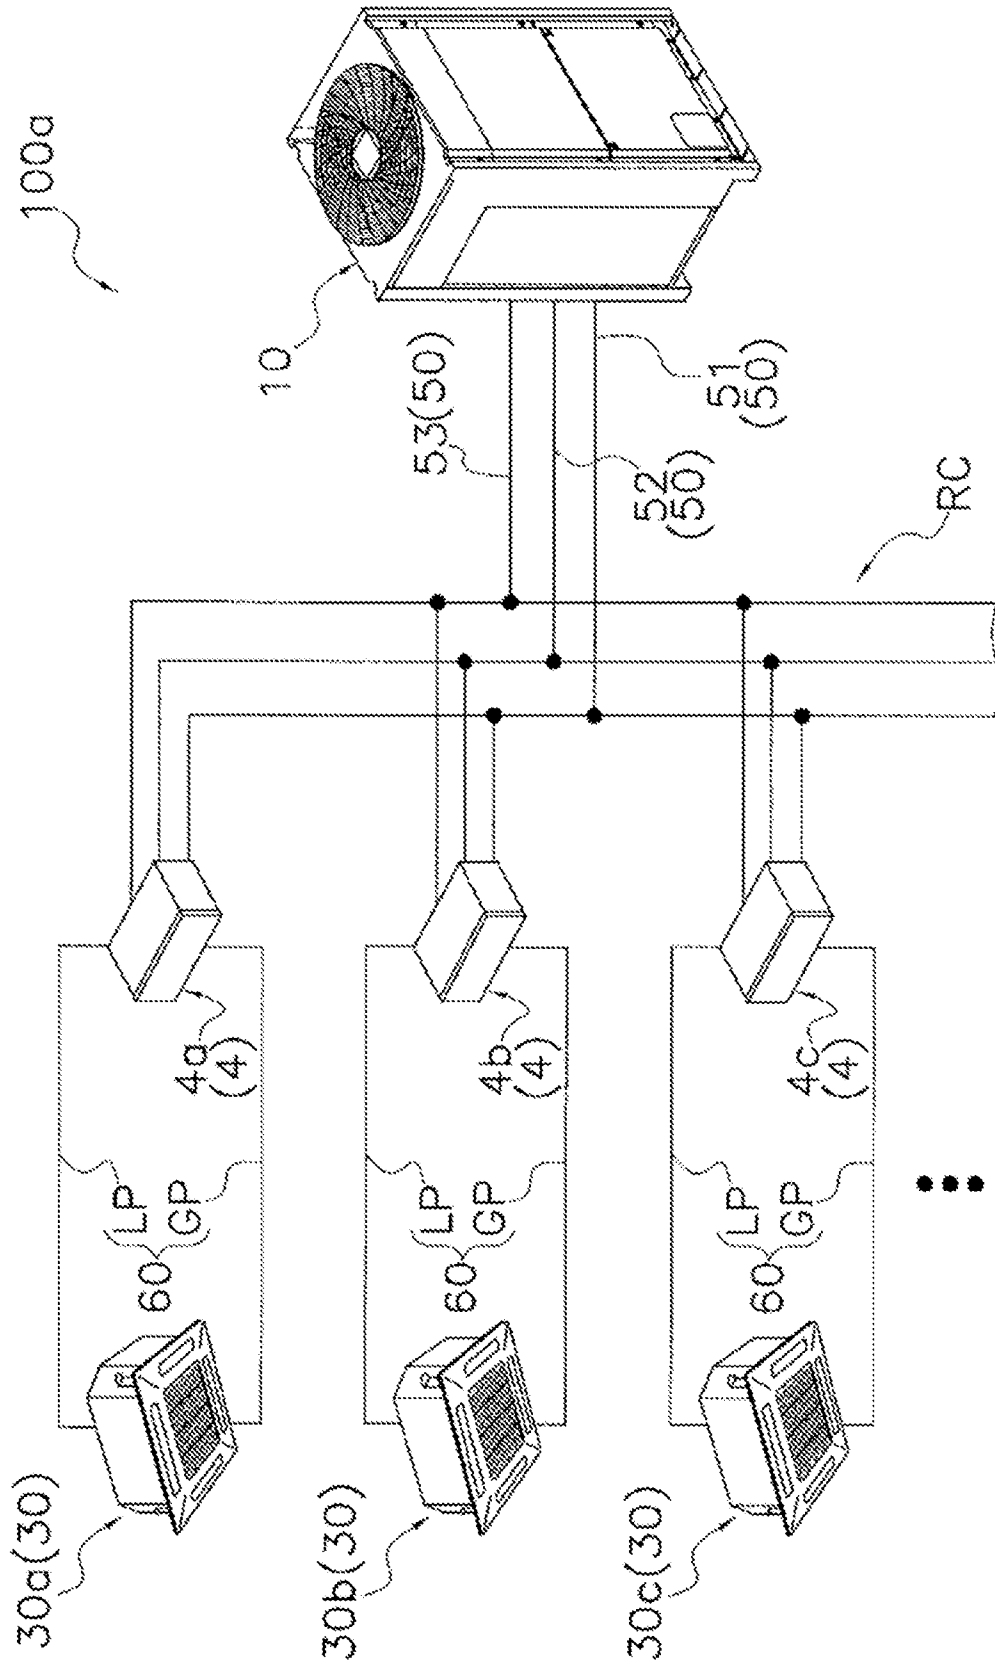 100a
10
53(50)
52
(50)
51
(50)
RC
4a
(4)
4b
(4)
4c
(4)
LP
GP
60
LP
GP
60
LP
GP
60
30a(30)
30b(30)
30c(30)